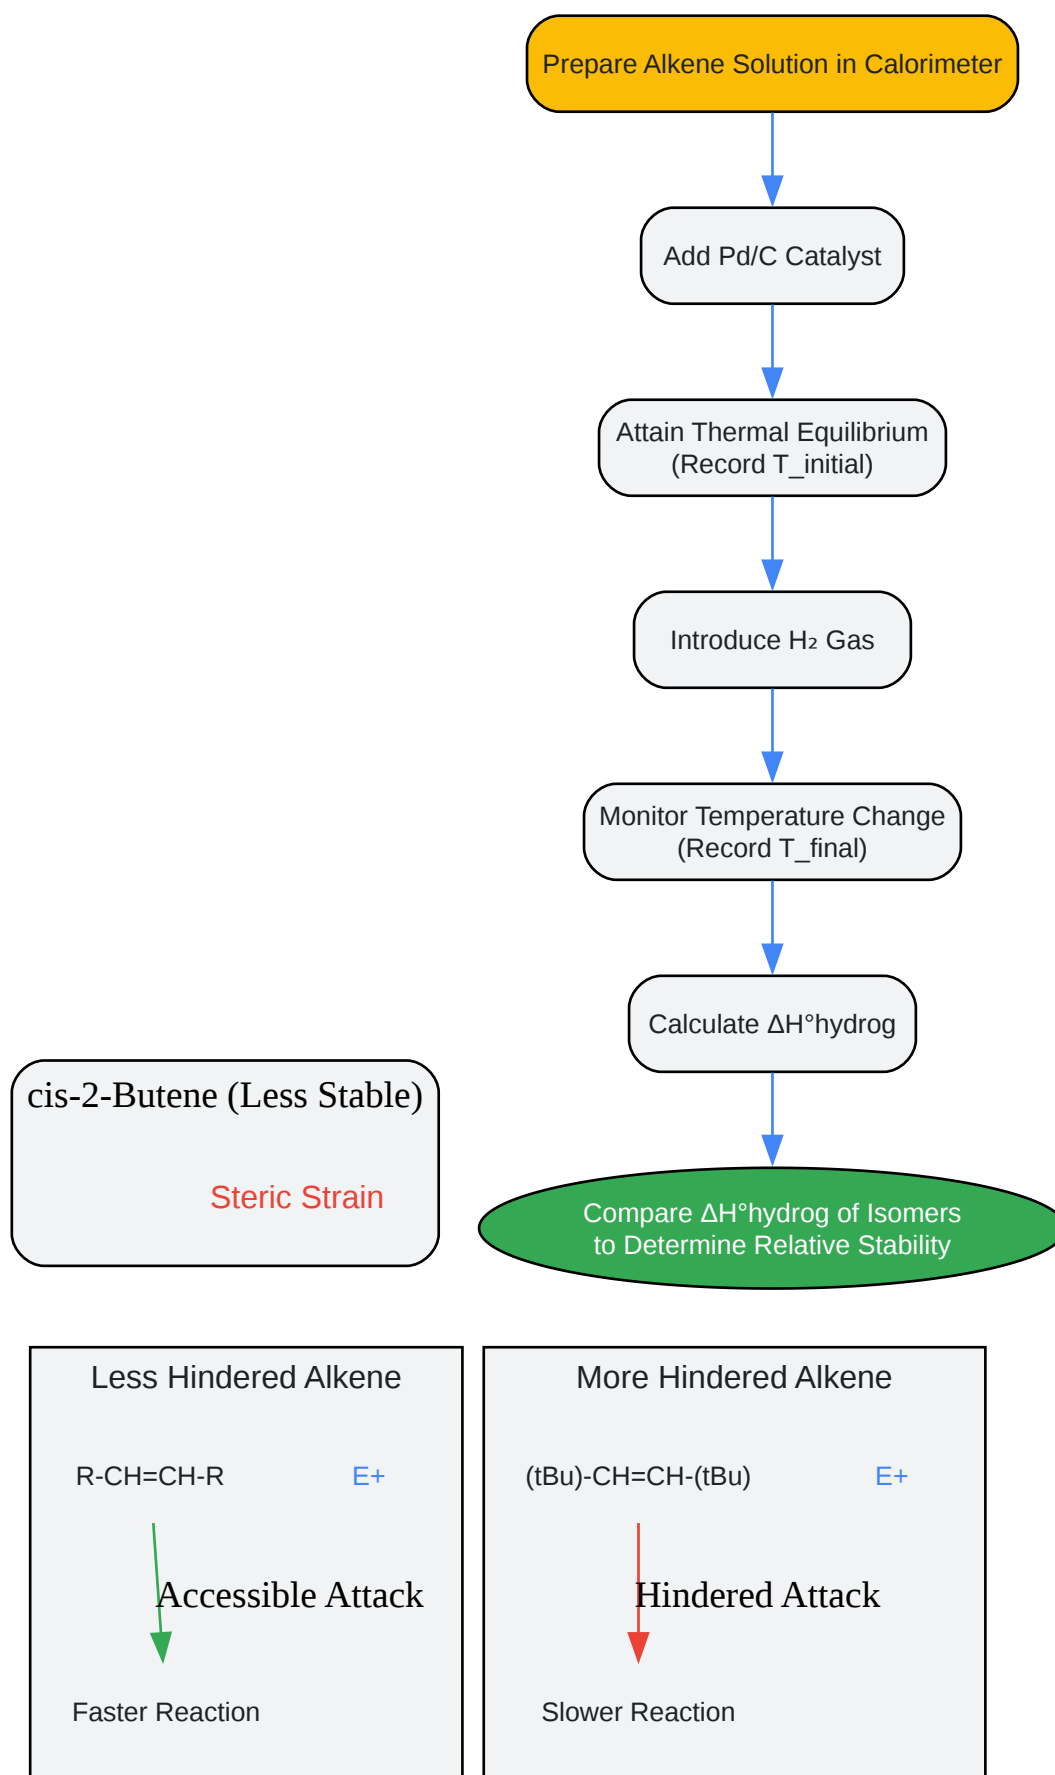 Prepare Alkene Solution in Calorimeter
Add Pd/C Catalyst
Attain Thermal Equilibrium
(Record T_initial)
Introduce H₂ Gas
Monitor Temperature Change
(Record T_final)
Calculate ΔH°hydrog
Compare ΔH°hydrog of Isomers
to Determine Relative Stability
cis-2-Butene (Less Stable)
Steric Strain
Less Hindered Alkene
R-CH=CH-R
E+
Accessible Attack
Faster Reaction
More Hindered Alkene
(tBu)-CH=CH-(tBu)
E+
Hindered Attack
Slower Reaction